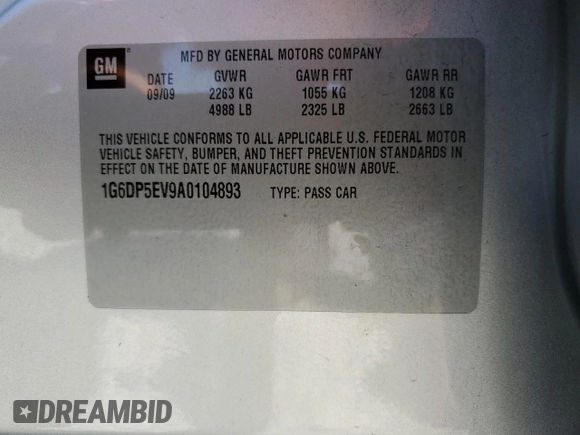 GM
®
MFD BY GENERAL MOTORS COMPANY
DATE GVWR GAWR FRT GAWR RR
09/09 2263 KG 1055 KG 1208 KG
4988 LB 2325 LB 2663 LB
THIS VEHICLE CONFORMS TO ALL APPLICABLE U.S. FEDERAL MOTOR
VEHICLE SAFETY, BUMPER, AND THEFT PREVENTION STANDARDS IN
EFFECT ON THE DATE OF MANUFACTURE SHOWN ABOVE.
1G6DP5EV9A0104893 TYPE: PASS CAR
DREAMBID